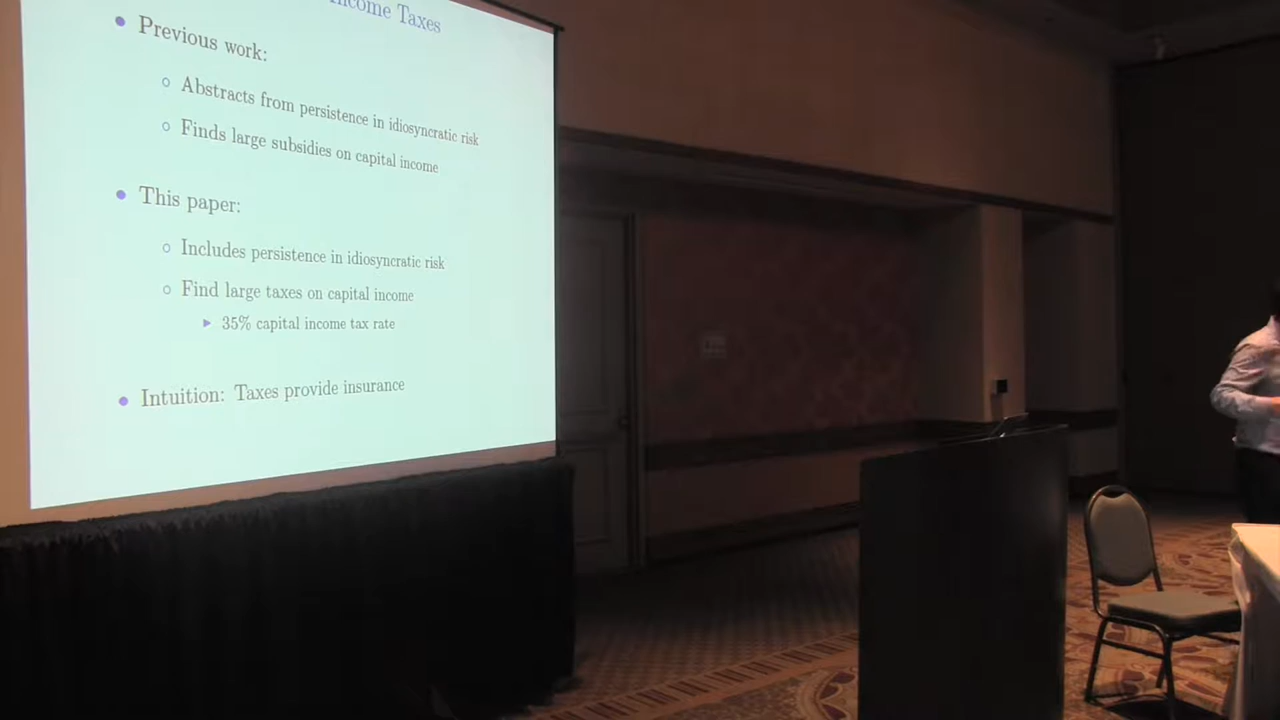 Income Taxes
Previous work:
Abstracts from persistence in idiosyncratic risk
Finds large subsidies on capital income
This paper:
Includes persistence in idiosyncratic risk
Find large taxes on capital income
35% capital income tax rate
Intuition: Taxes provide insurance